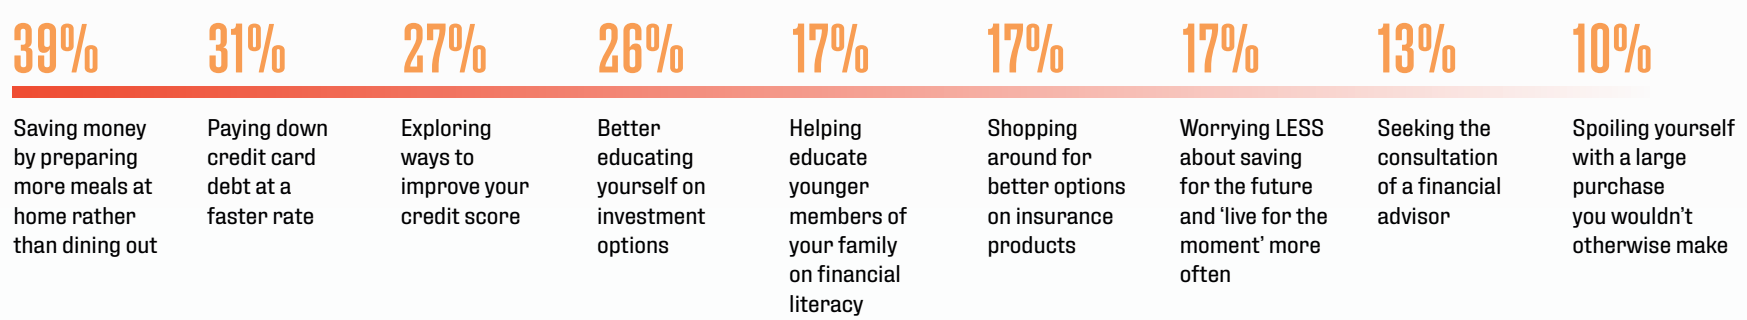 39%
Saving money
by preparing
more meals at
home rather
than dining out
31%
Paying down
credit card
debt at a
faster rate
27%
Exploring
ways to
improve your
credit score
26%
Better
educating
yourself on
investment
options
17%
Helping
educate
younger
members of
your family
on financial
literacy
17%
Shopping
around for
better options
on insurance
products
17%
Worrying LESS
about saving
for the future
and ‘live for the
moment’ more
often
13%
Seeking the
consultation
of a financial
advisor
10%
Spoiling yourself
with a large
purchase
you wouldn’t
otherwise make